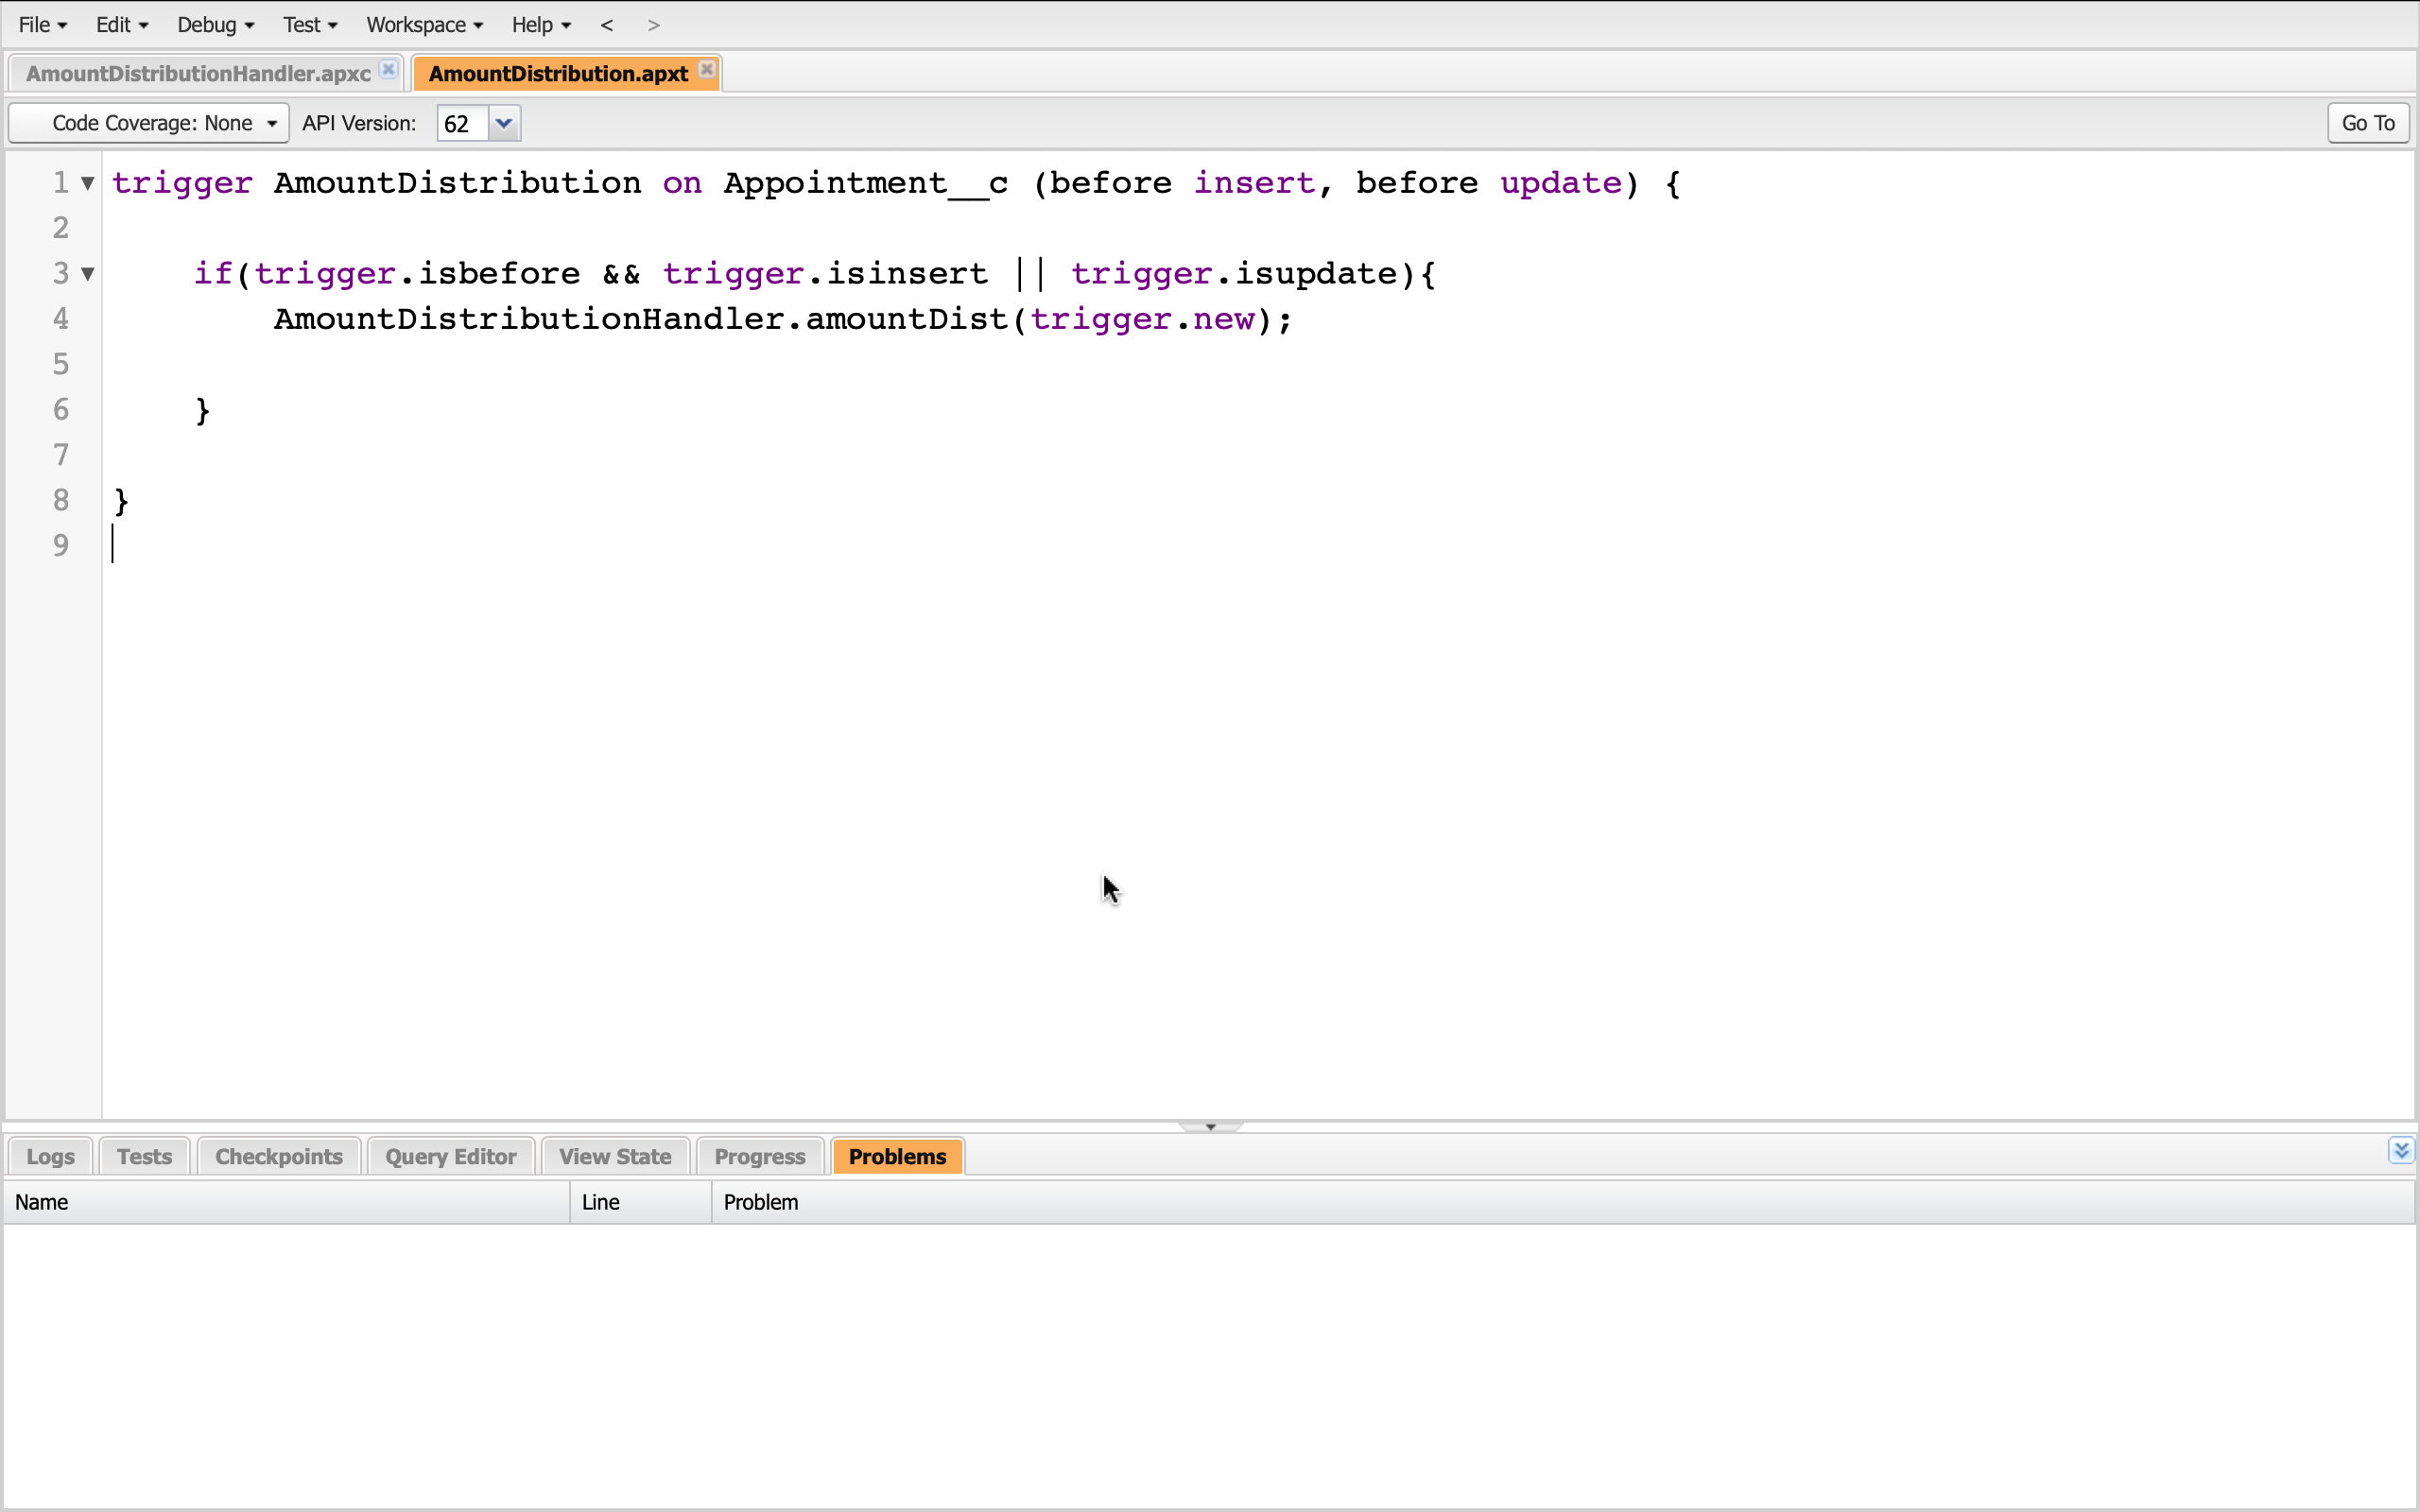 File Edit Debug Test Workspace Help < >
AmountDistributionHandler.apxc AmountDistribution.apxt
Code Coverage: None API Version: 62 Go To
1 trigger AmountDistribution on Appointment__c (before insert, before update) {
2
3 if(trigger.isbefore && trigger.isinsert || trigger.isupdate){
4 AmountDistributionHandler.amountDist(trigger.new);
5
6 }
7
8 }
9
Logs Tests Checkpoints Query Editor View State Progress Problems
Name Line Problem